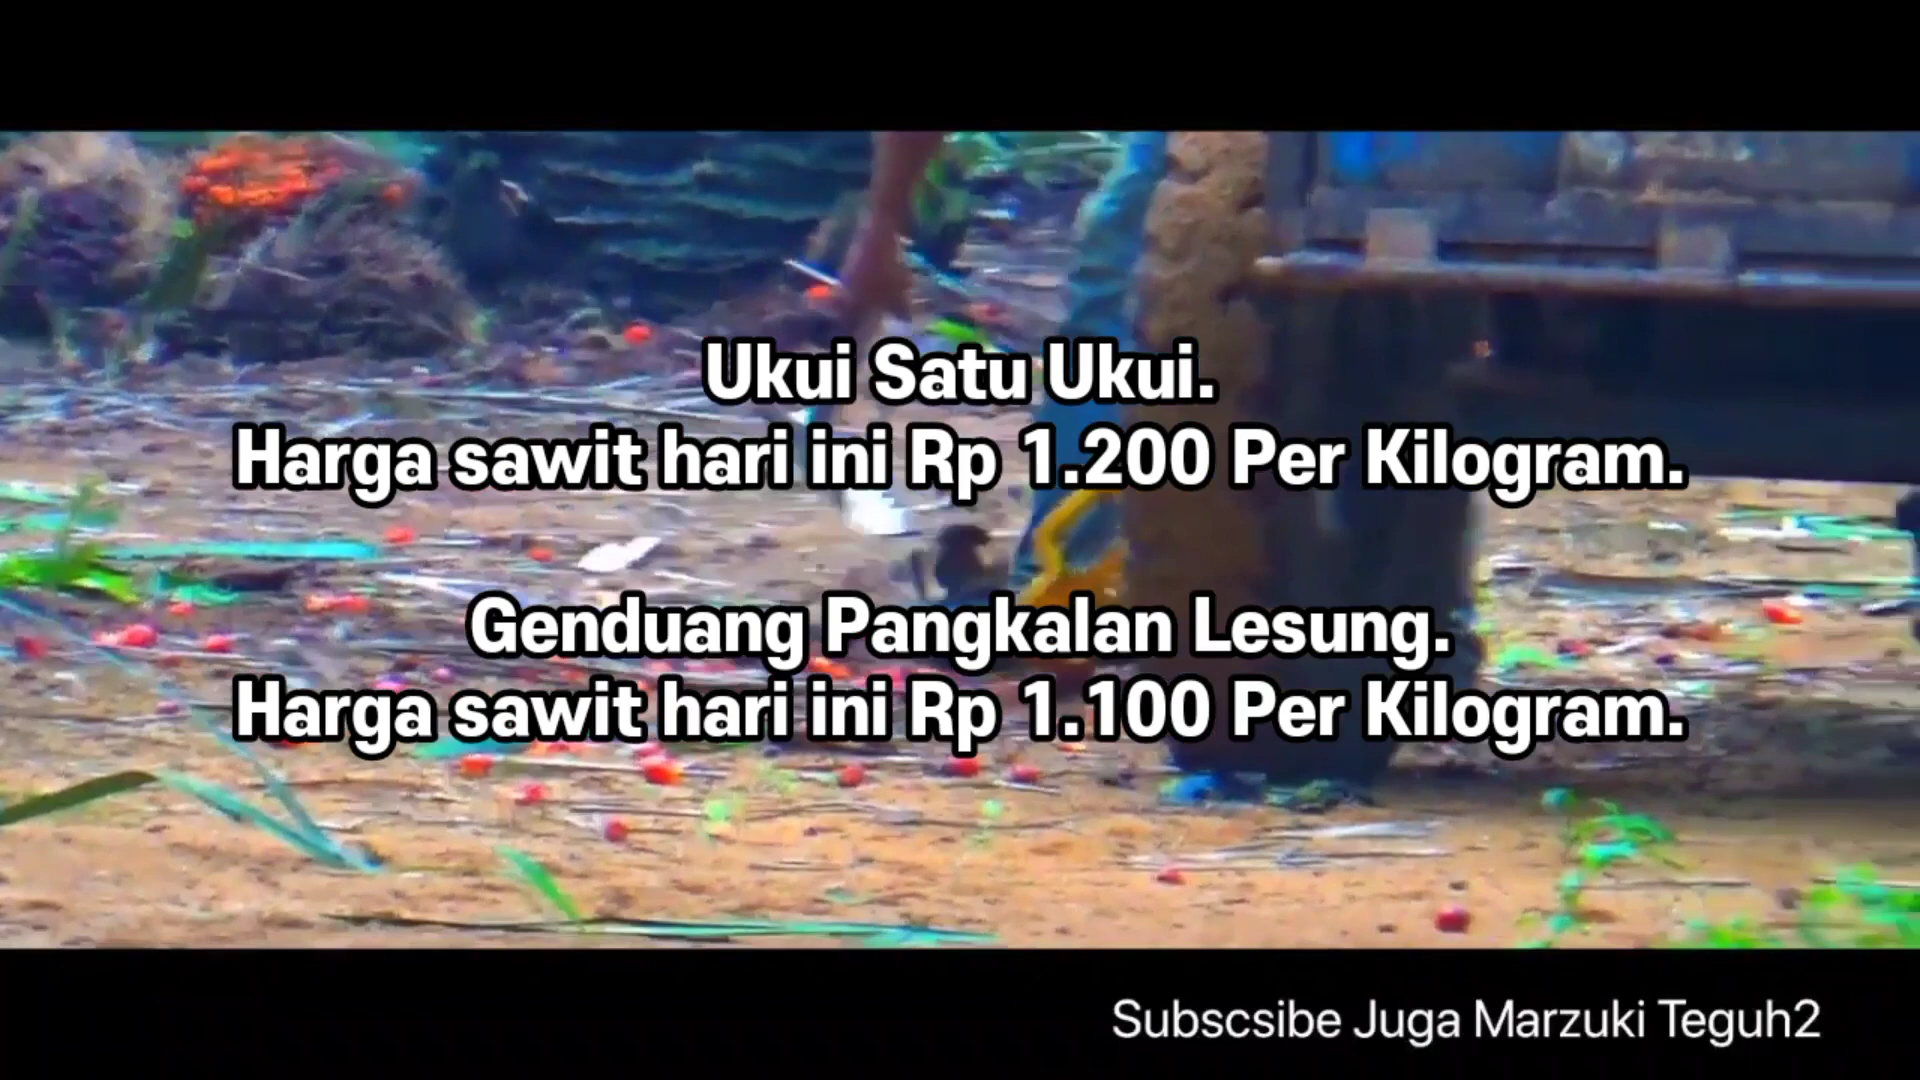 Ukui Satu Ukui.
Harga sawit hari ini Rp 1.200 Per Kilogram.
Genduang Pangkalan Lesung.
Harga sawit hari ini Rp 1.100 Per Kilogram.
Subscsibe Juga Marzuki Teguh2